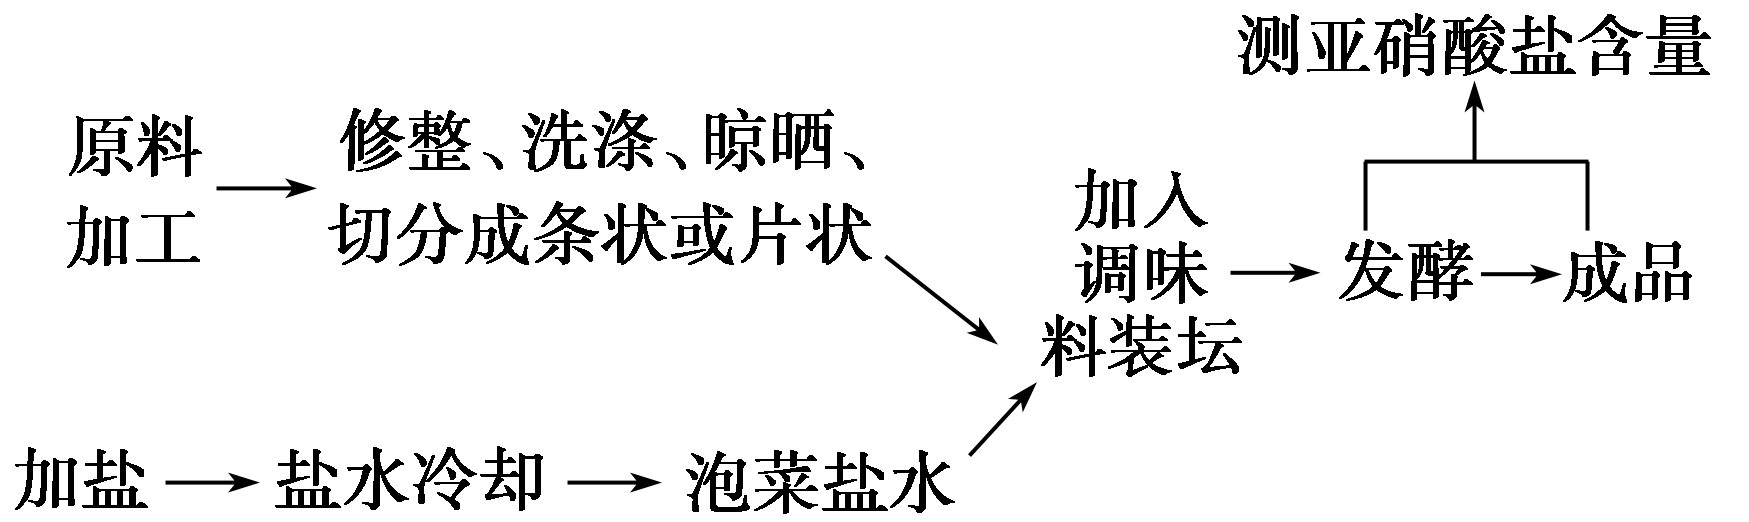 测亚硝酸盐含量
原料
加工
修整、洗涤、晾晒、
切分成条状或片状
加入
调味
料装坛
发酵
成品
加盐
盐水冷却
泡菜盐水